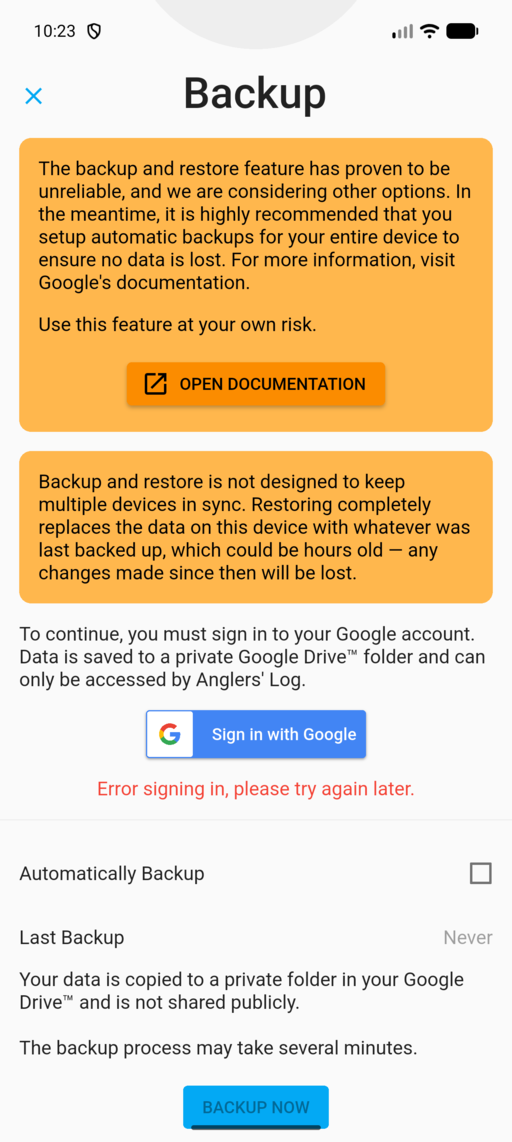 10:23
Backup
The backup and restore feature has proven to be
unreliable, and we are considering other options. In
the meantime, it is highly recommended that you
setup automatic backups for your entire device to
ensure no data is lost. For more information, visit
Google's documentation.
Use this feature at your own risk.
OPEN DOCUMENTATION
Backup and restore is not designed to keep
multiple devices in sync. Restoring completely
replaces the data on this device with whatever was
last backed up, which could be hours old — any
changes made since then will be lost.
To continue, you must sign in to your Google account.
Data is saved to a private Google Drive™ folder and can
only be accessed by Anglers' Log.
Sign in with Google
Error signing in, please try again later.
Automatically Backup
Last Backup Never
Your data is copied to a private folder in your Google
Drive™ and is not shared publicly.
The backup process may take several minutes.
BACKUP NOW